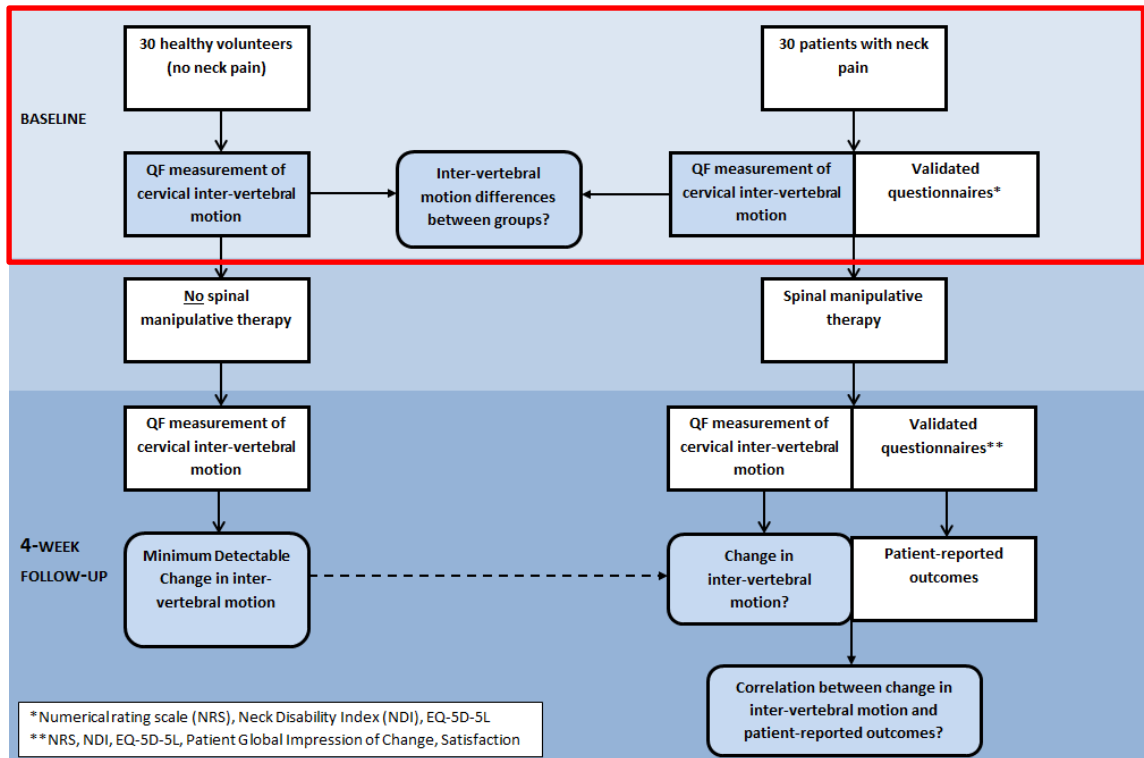 30 healthy volunteers
(no neck pain)
30 patients with neck
pain
BASELINE
QF measurement of
cervical inter-vertebral
motion
Inter-vertebral
motion differences
between groups?
QF measurement of
cervical inter-vertebral
motion
Validated
questionnaires*
No spinal
manipulative therapy
Spinal manipulative
therapy
QF measurement of
cervical inter-vertebral
motion
QF measurement of
cervical inter-vertebral
motion
Validated
questionnaires**
4-WEEK
FOLLOW-UP
Minimum Detectable
Change in inter-
vertebral motion
Change in
inter-vertebral
motion?
Patient-reported
outcomes
Correlation between change in
inter-vertebral motion and
patient-reported outcomes?
*Numerical rating scale (NRS), Neck Disability Index (NDI), EQ-5D-5L
**NRS, NDI, EQ-5D-5L, Patient Global Impression of Change, Satisfaction